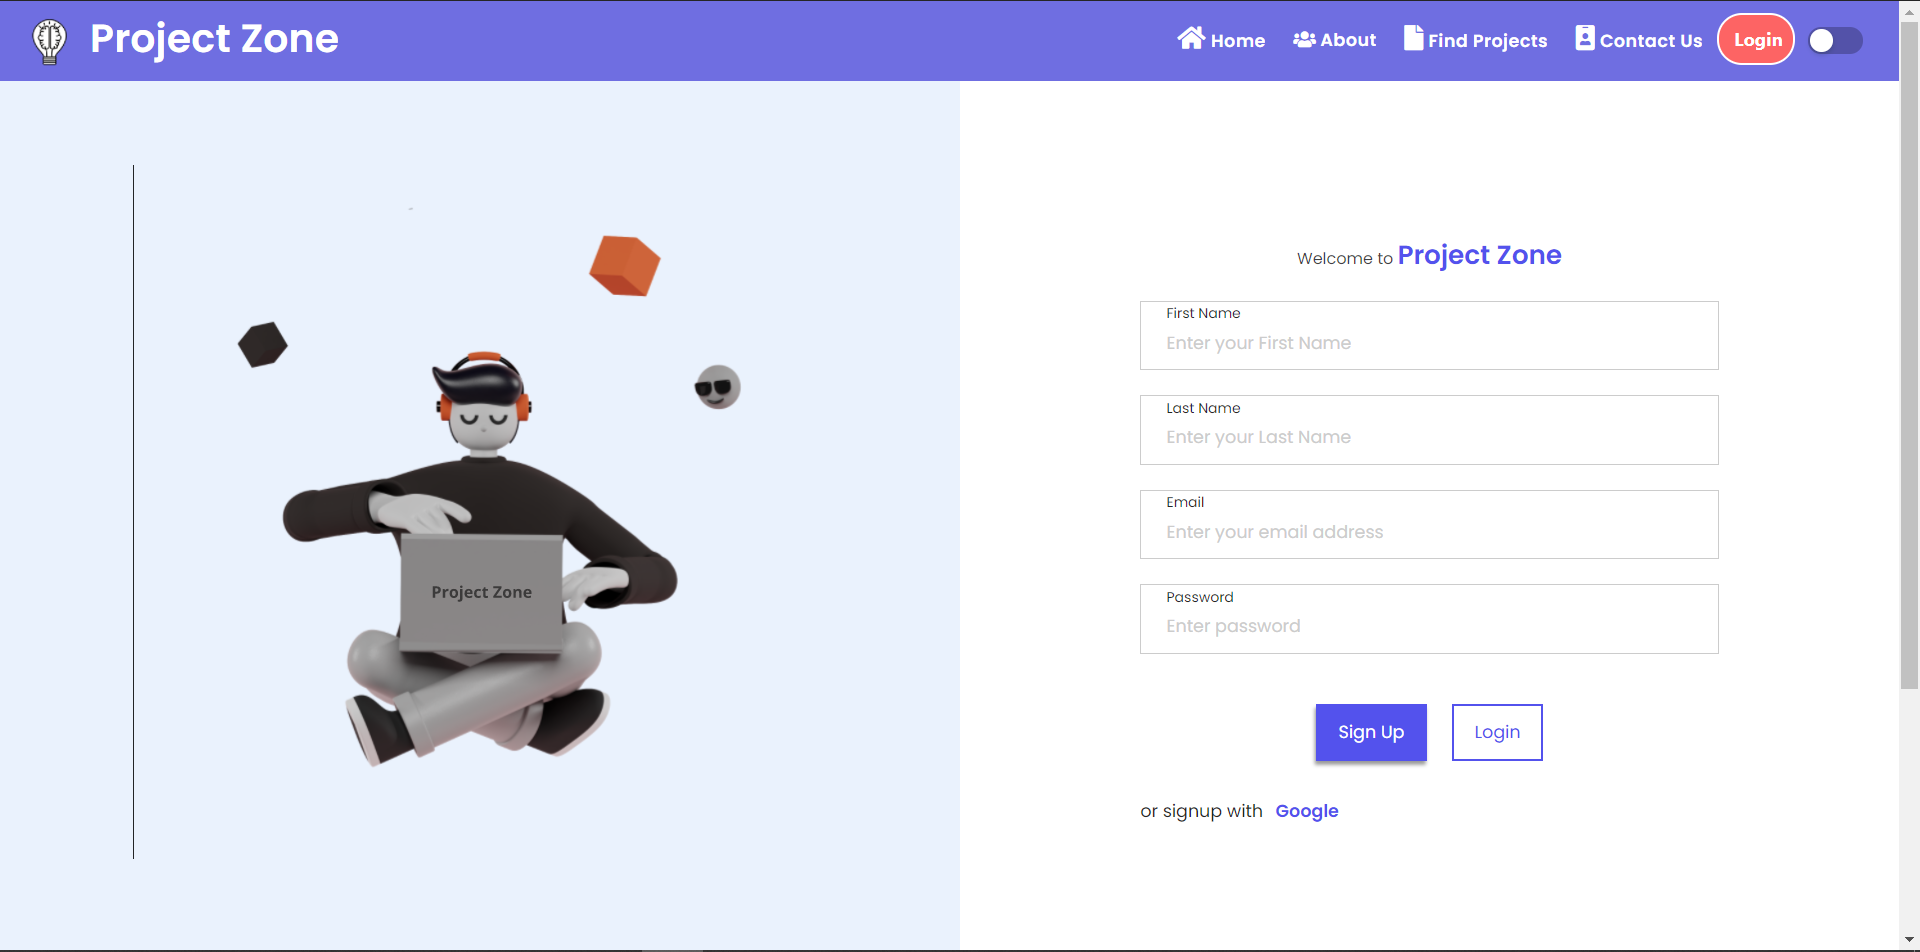 Project Zone
Home About Find Projects Contact Us Login
Project Zone
Welcome to Project Zone
First Name
Enter your First Name
Last Name
Enter your Last Name
Email
Enter your email address
Password
Enter password
Sign Up Login
or signup with Google